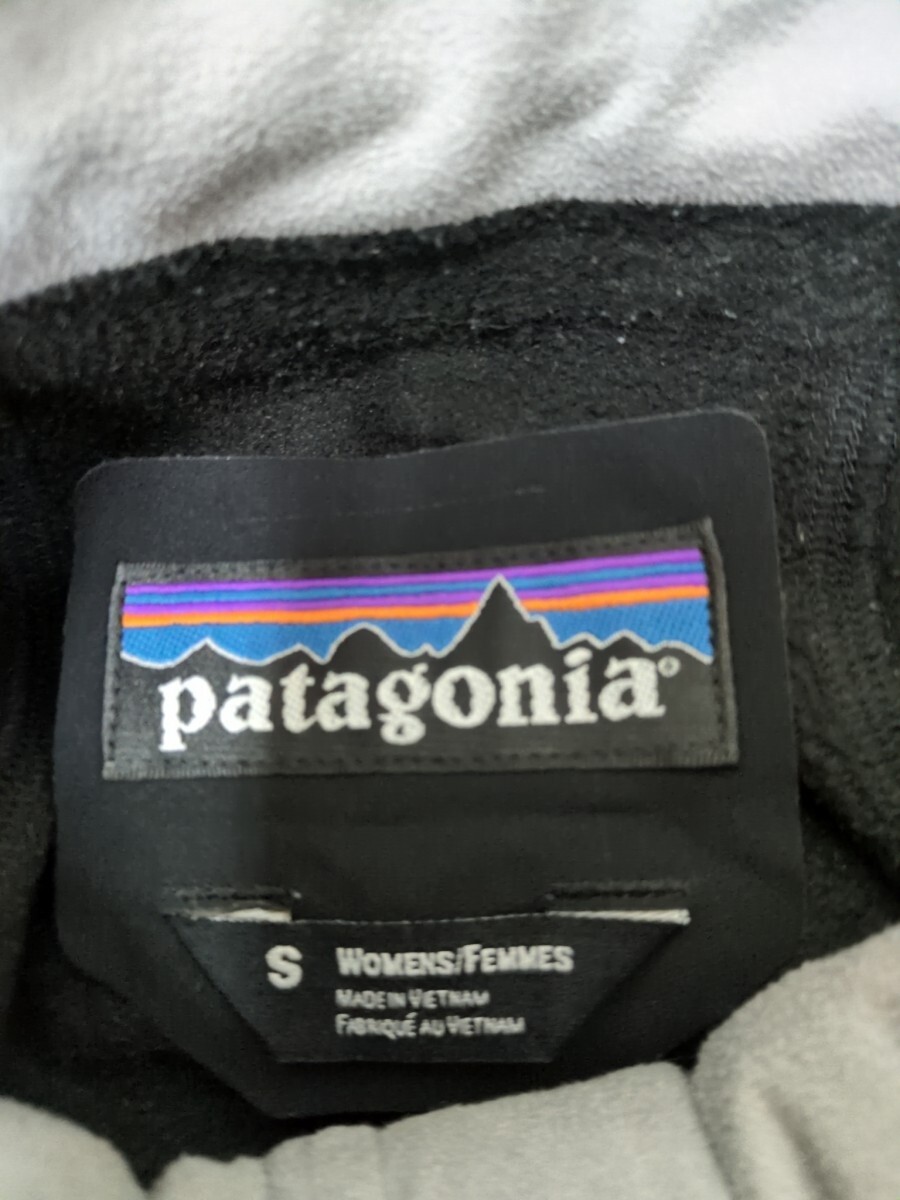 patagonia®
S WOMENS/FEMMES
MADE IN VIETNAM
FABRIQUÉ AU VIETNAM